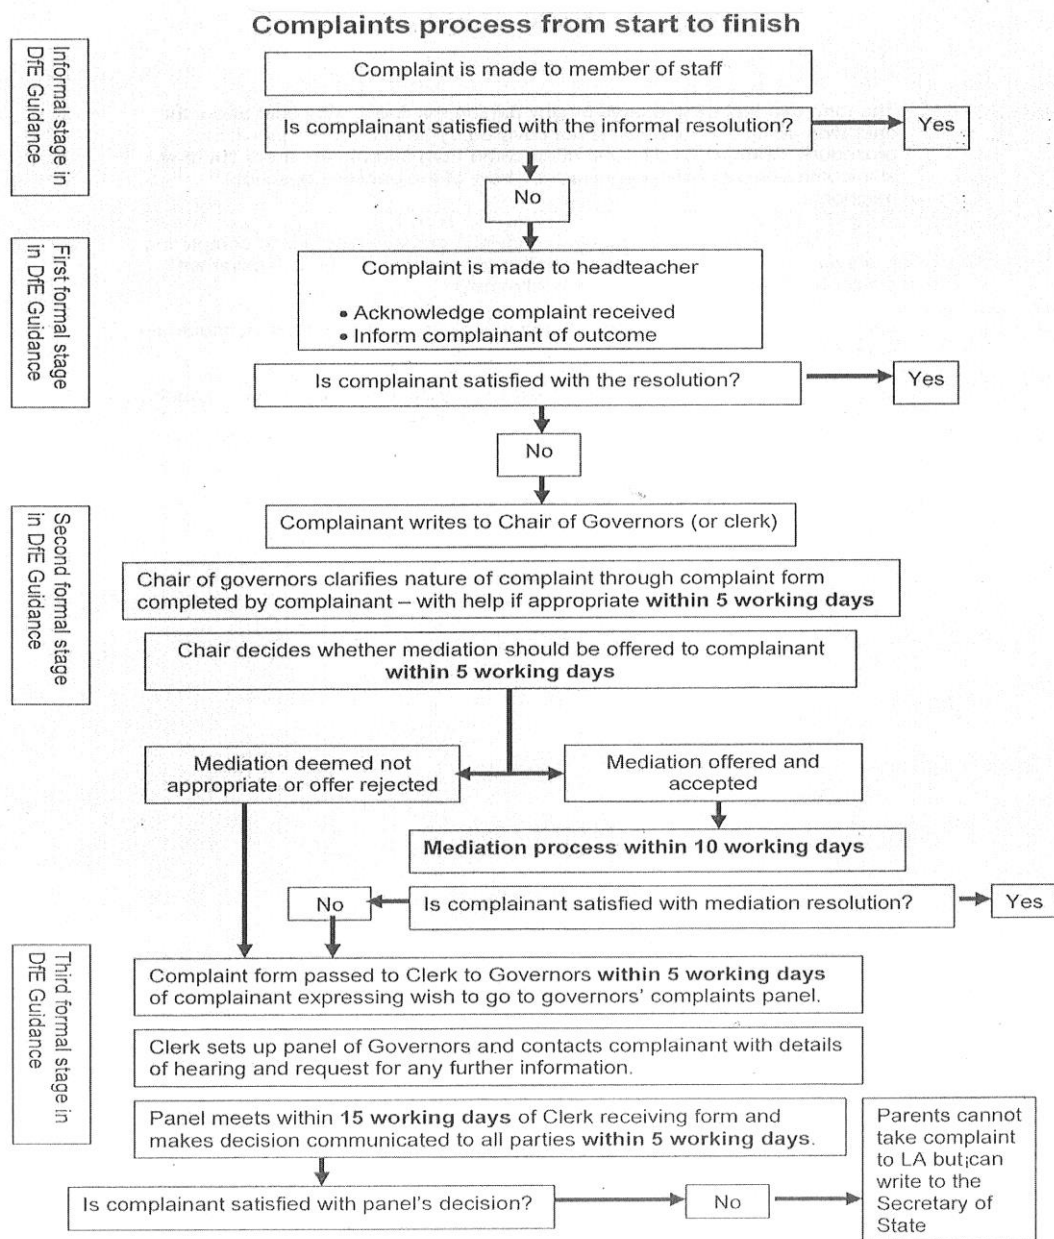 Complaints process from start to finish
Informal stage in
DfE Guidance
Complaint is made to member of staff
Is complainant satisfied with the informal resolution?
Yes
No
First formal stage
in DfE Guidance
Complaint is made to headteacher
• Acknowledge complaint received
• Inform complainant of outcome
Is complainant satisfied with the resolution?
Yes
No
Second formal stage
in DfE Guidance
Complainant writes to Chair of Governors (or clerk)
Chair of governors clarifies nature of complaint through complaint form
completed by complainant – with help if appropriate within 5 working days
Chair decides whether mediation should be offered to complainant
within 5 working days
Mediation deemed not
appropriate or offer rejected
Mediation offered and
accepted
Mediation process within 10 working days
Is complainant satisfied with mediation resolution?
No
Yes
Third formal stage in
DfE Guidance
Complaint form passed to Clerk to Governors within 5 working days
of complainant expressing wish to go to governors' complaints panel.
Clerk sets up panel of Governors and contacts complainant with details
of hearing and request for any further information.
Panel meets within 15 working days of Clerk receiving form and
makes decision communicated to all parties within 5 working days.
Is complainant satisfied with panel's decision?
No
Parents cannot
take complaint
to LA but can
write to the
Secretary of
State